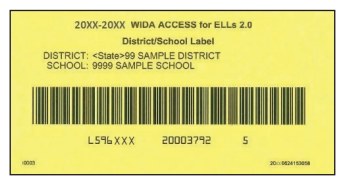 20XX-20XX WIDA ACCESS for ELLs 2.0
District/School Label
DISTRICT: <State>99 SAMPLE DISTRICT
SCHOOL: 9999 SAMPLE SCHOOL
L596XXX 20003792 5